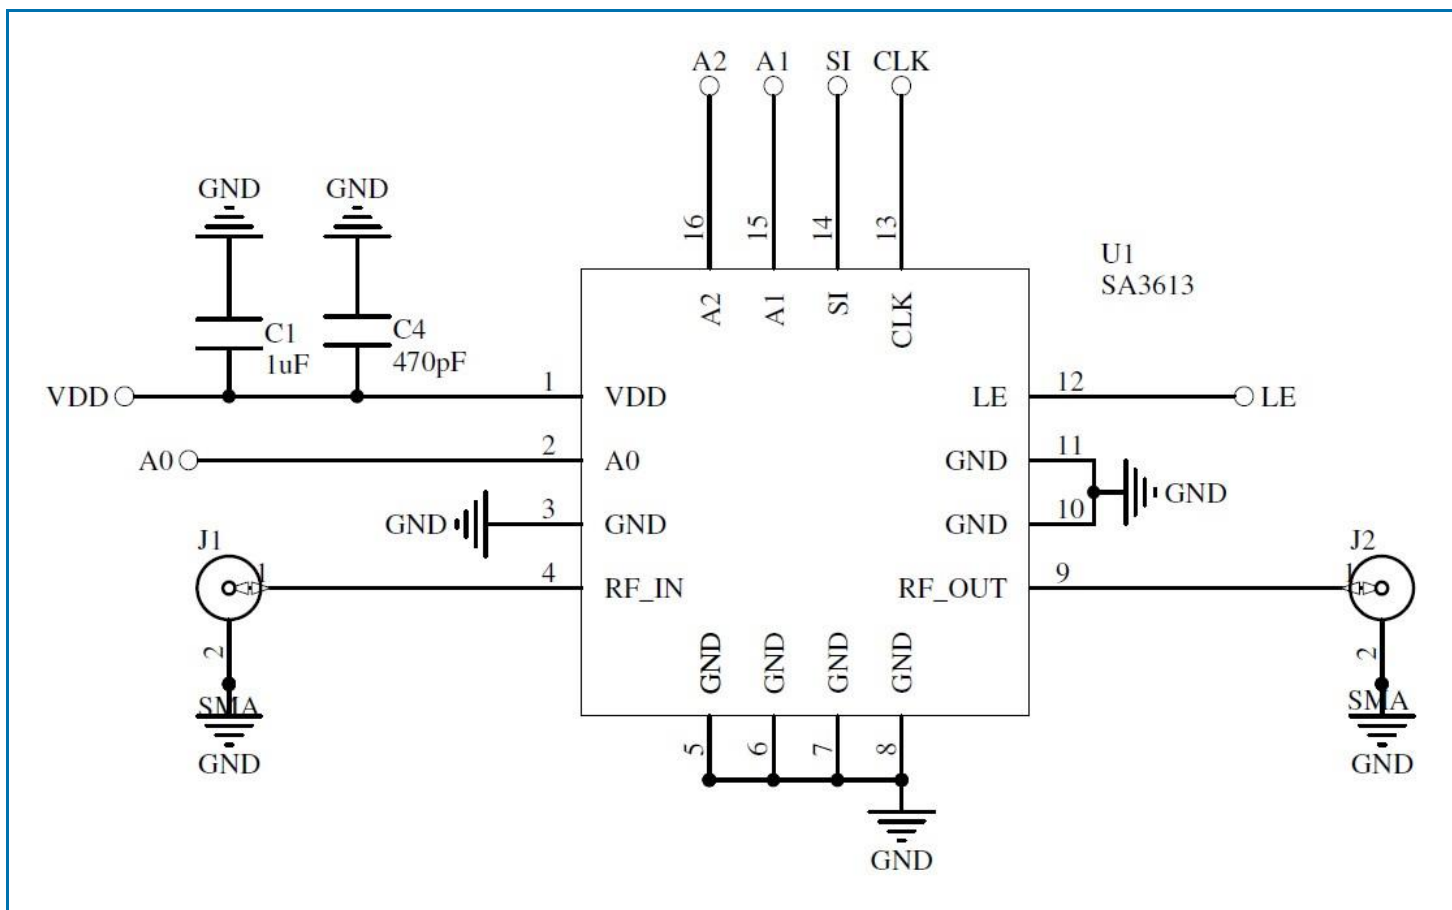 A2 A1 SI CLK
GND GND
16 15 14 13
U1
SA3613
A2 A1 SI CLK
C1 C4
1uF 470pF
VDD 1 VDD LE 12 LE
A0 2 A0 GND 11
GND 3 GND GND 10 GND
J1 J2
1 4 RF_IN RF_OUT 9 1
GND GND GND GND
2 2
SMA SMA
5 6 7 8
GND GND
GND